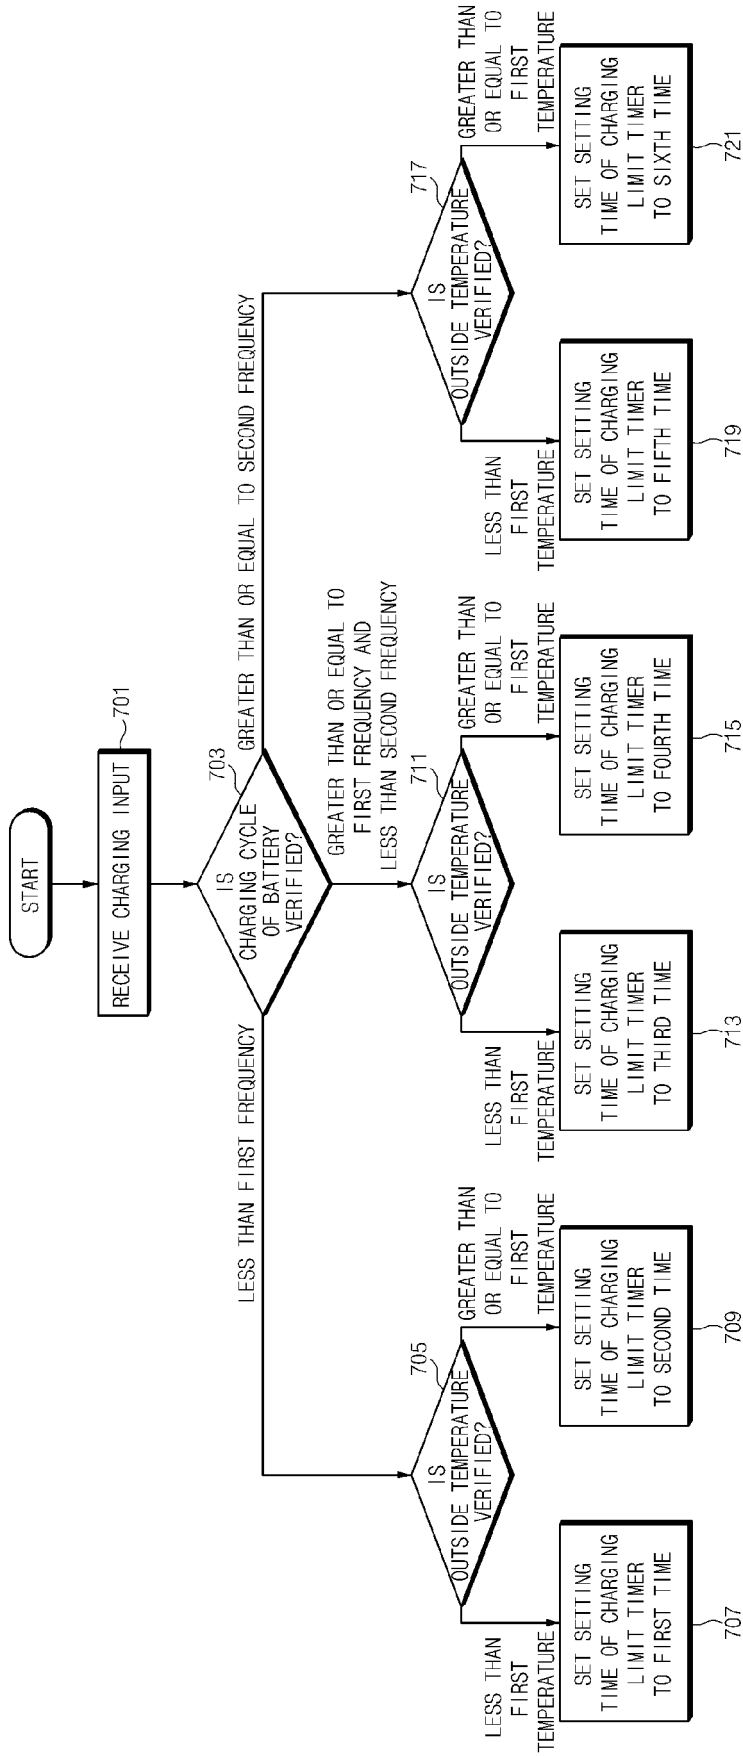 START
RECEIVE CHARGING INPUT
701
IS
CHARGING CYCLE
OF BATTERY
VERIFIED?
703
LESS THAN FIRST FREQUENCY
GREATER THAN OR EQUAL TO
FIRST FREQUENCY AND
LESS THAN SECOND FREQUENCY
GREATER THAN OR EQUAL TO SECOND FREQUENCY
IS
OUTSIDE TEMPERATURE
VERIFIED?
705
LESS THAN
FIRST
TEMPERATURE
GREATER THAN
OR EQUAL TO
FIRST
TEMPERATURE
SET SETTING
TIME OF CHARGING
LIMIT TIMER
TO FIRST TIME
707
SET SETTING
TIME OF CHARGING
LIMIT TIMER
TO SECOND TIME
709
IS
OUTSIDE TEMPERATURE
VERIFIED?
711
LESS THAN
FIRST
TEMPERATURE
GREATER THAN
OR EQUAL TO
FIRST
TEMPERATURE
SET SETTING
TIME OF CHARGING
LIMIT TIMER
TO THIRD TIME
713
SET SETTING
TIME OF CHARGING
LIMIT TIMER
TO FOURTH TIME
715
IS
OUTSIDE TEMPERATURE
VERIFIED?
717
LESS THAN
FIRST
TEMPERATURE
GREATER THAN
OR EQUAL TO
FIRST
TEMPERATURE
SET SETTING
TIME OF CHARGING
LIMIT TIMER
TO FIFTH TIME
719
SET SETTING
TIME OF CHARGING
LIMIT TIMER
TO SIXTH TIME
721